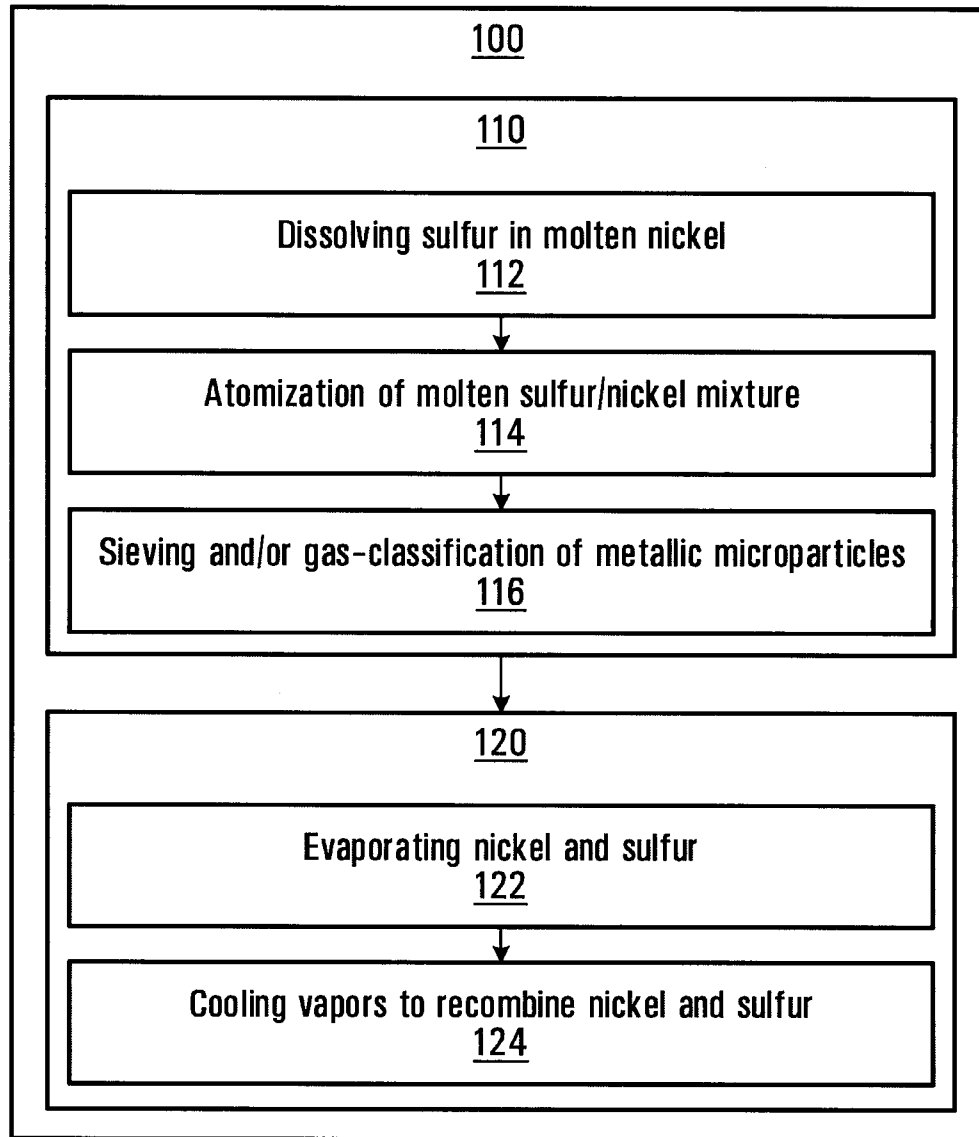 100
110
Dissolving sulfur in molten nickel
112
Atomization of molten sulfur/nickel mixture
114
Sieving and/or gas-classification of metallic microparticles
116
120
Evaporating nickel and sulfur
122
Cooling vapors to recombine nickel and sulfur
124